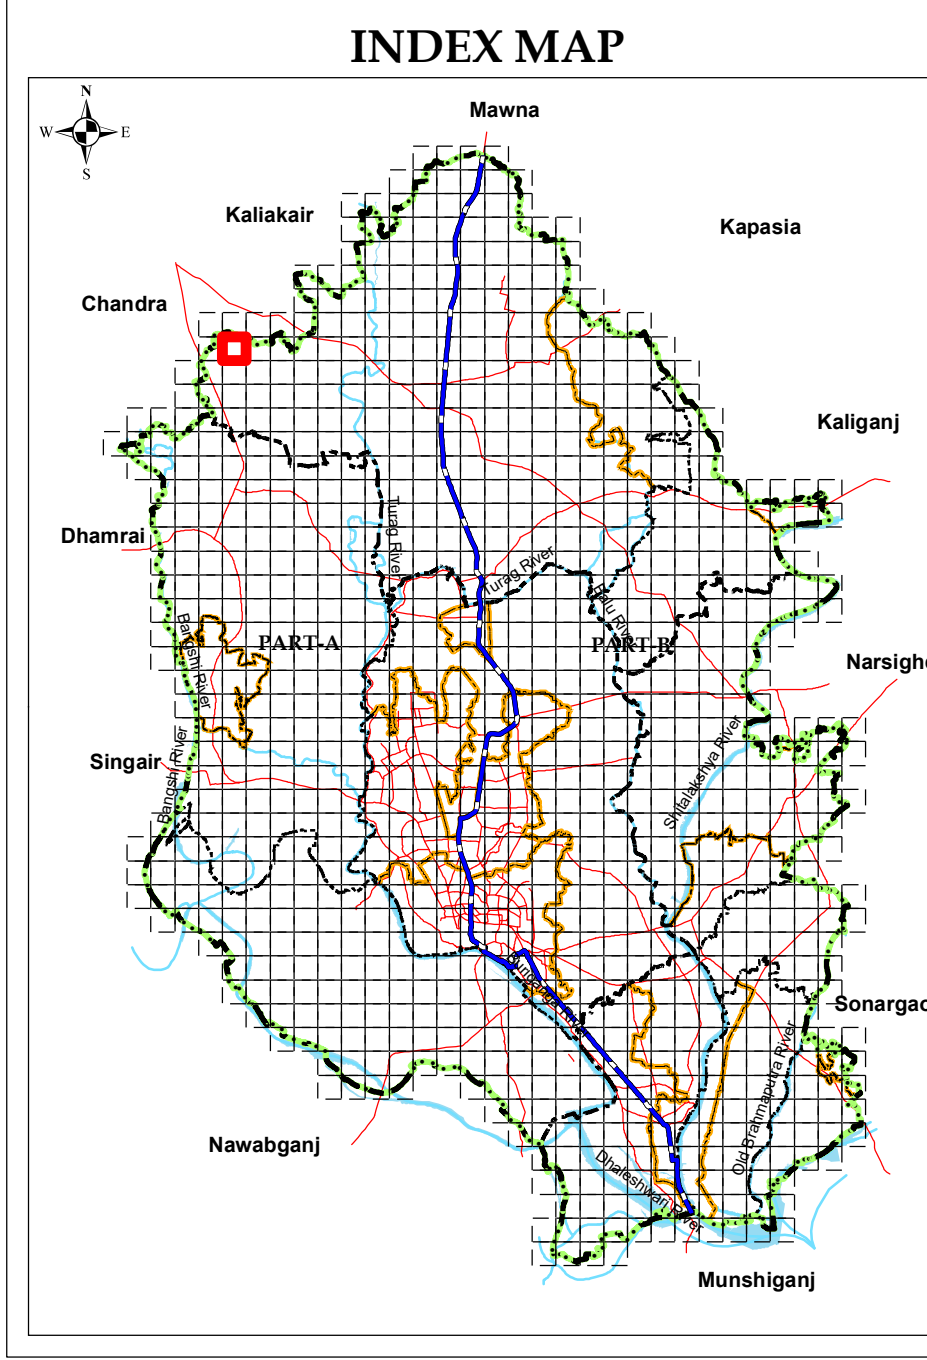 INDEX MAP
N
W E
S
Mawna
Kaliakair
Kapasia
Chandra
Kaliganj
Dhamrai
Turag River
Turag River
Balu River
PART-A
PART-B
Bangshi River
Narsigh
Shitalakshya River
Singair
Bangshi River
Buriganga River
Sonargao
Old Brahmaputra River
Nawabganj
Dhaleshwari River
Munshiganj